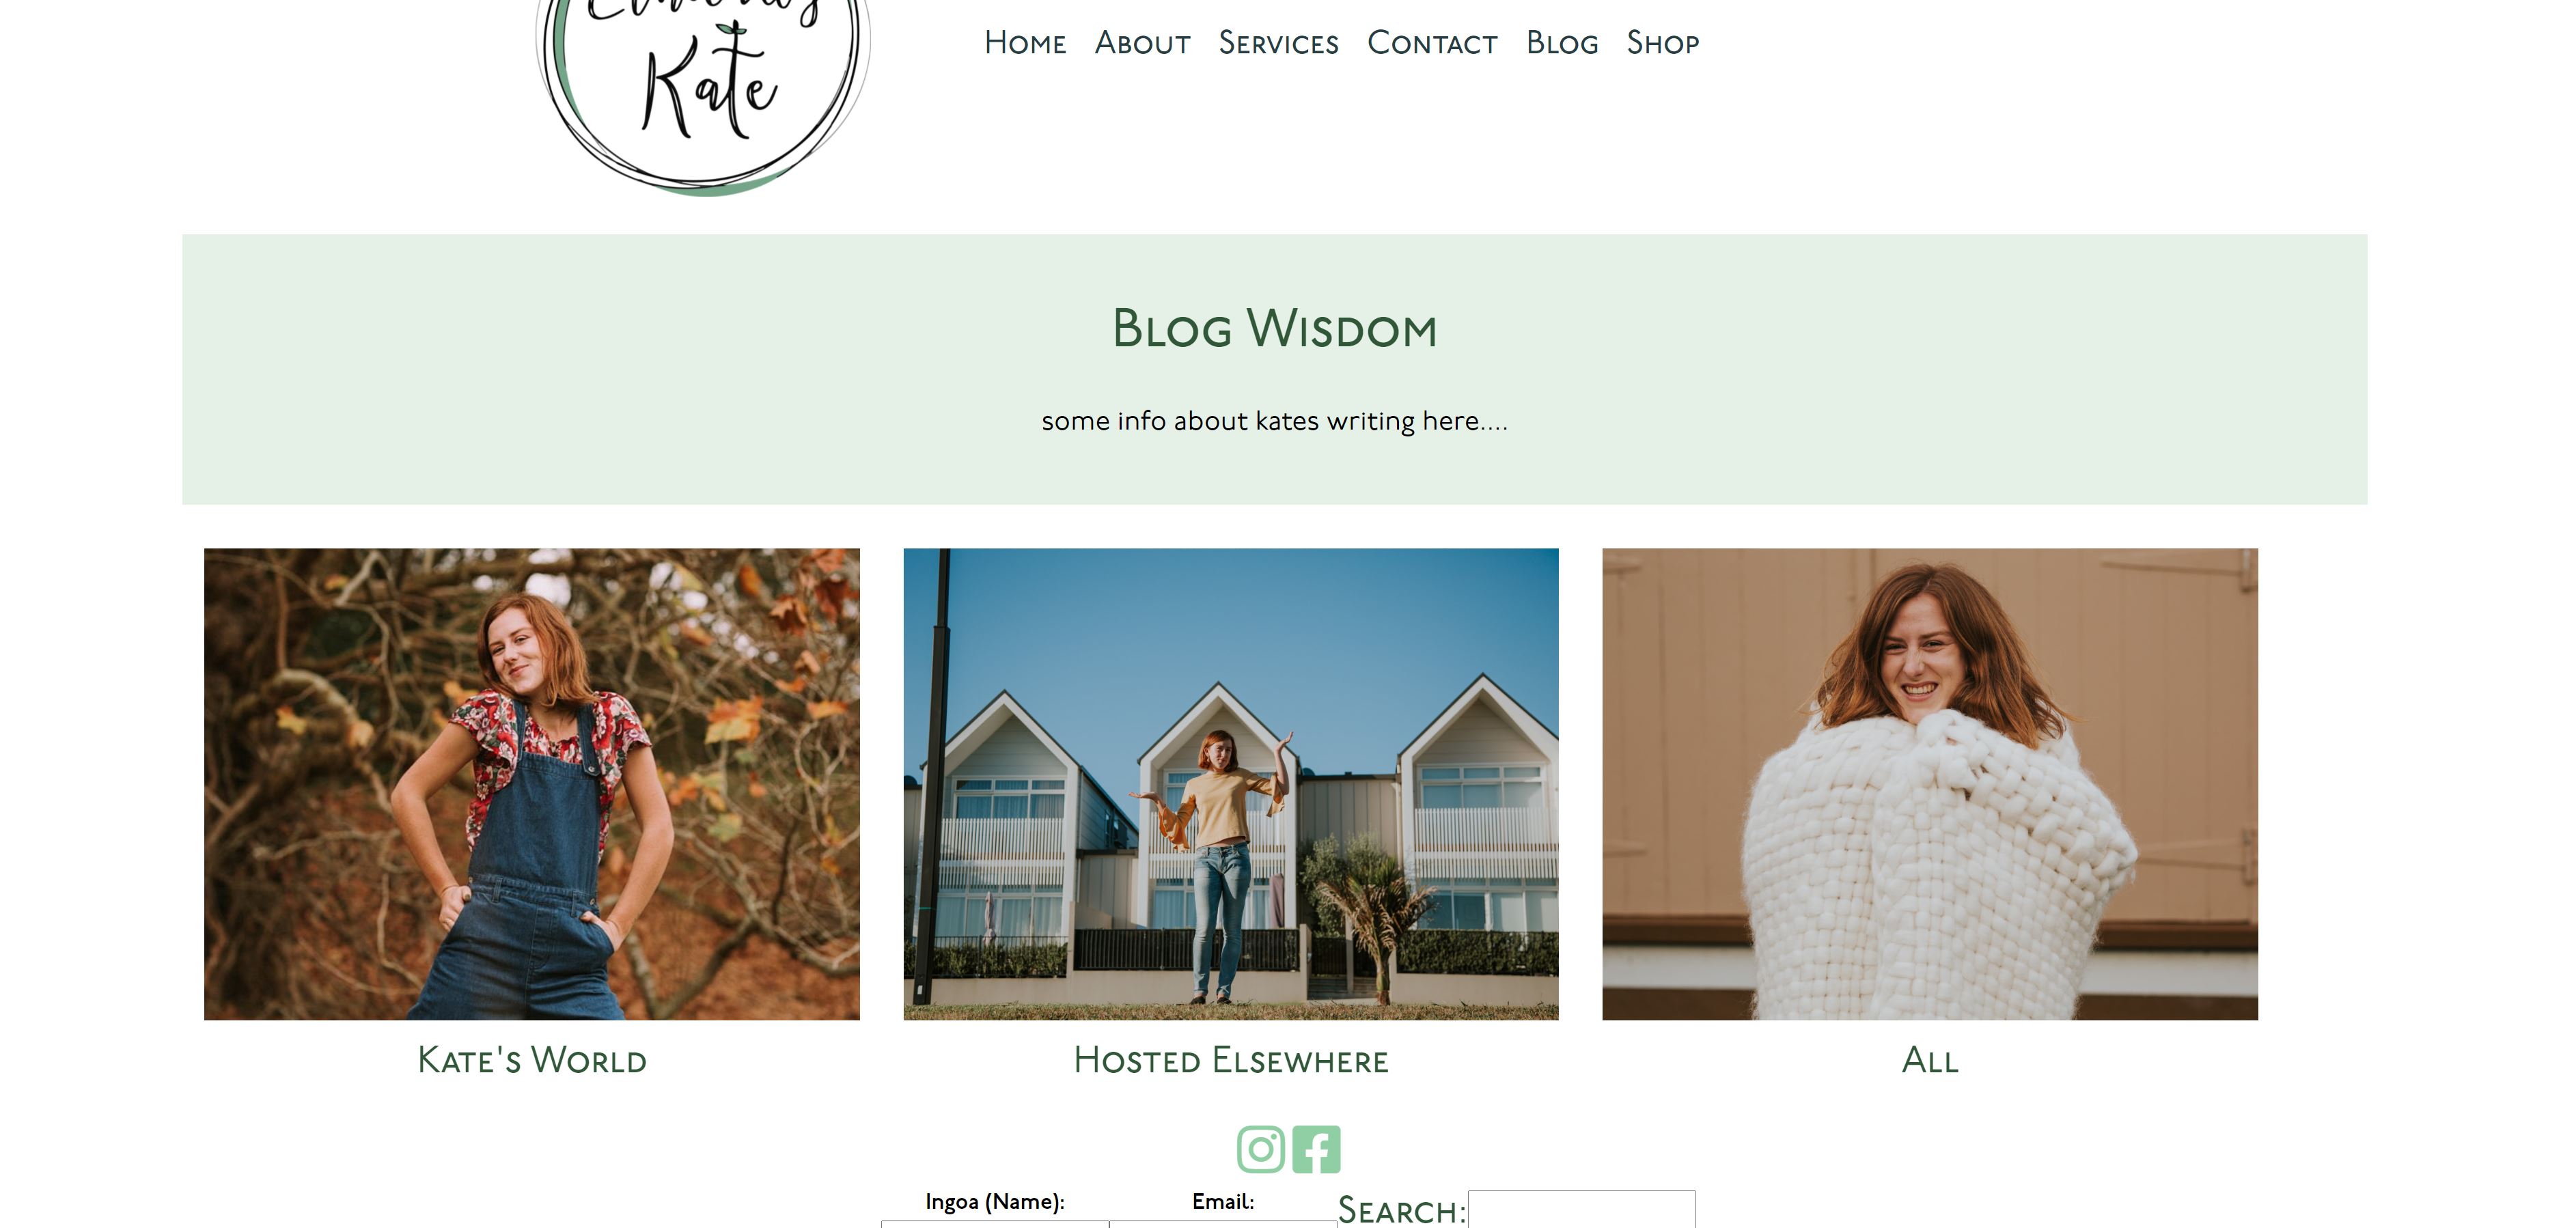 Kate
Home About Services Contact Blog Shop
Blog Wisdom
some info about kates writing here....
Kate's World
Hosted Elsewhere
All
Ingoa (Name):
Email:
Search: